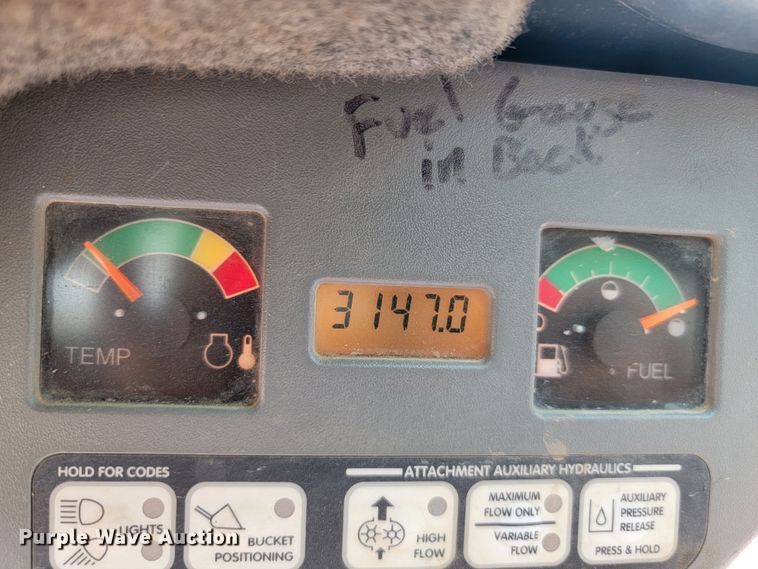 Fuel Gauge
in Back
3147.0
TEMP
FUEL
HOLD FOR CODES
ATTACHMENT AUXILIARY HYDRAULICS
LIGHTS
BUCKET
POSITIONING
HIGH
FLOW
MAXIMUM
FLOW ONLY
VARIABLE
FLOW
AUXILIARY
PRESSURE
RELEASE
PRESS & HOLD
Purple Wave Auction